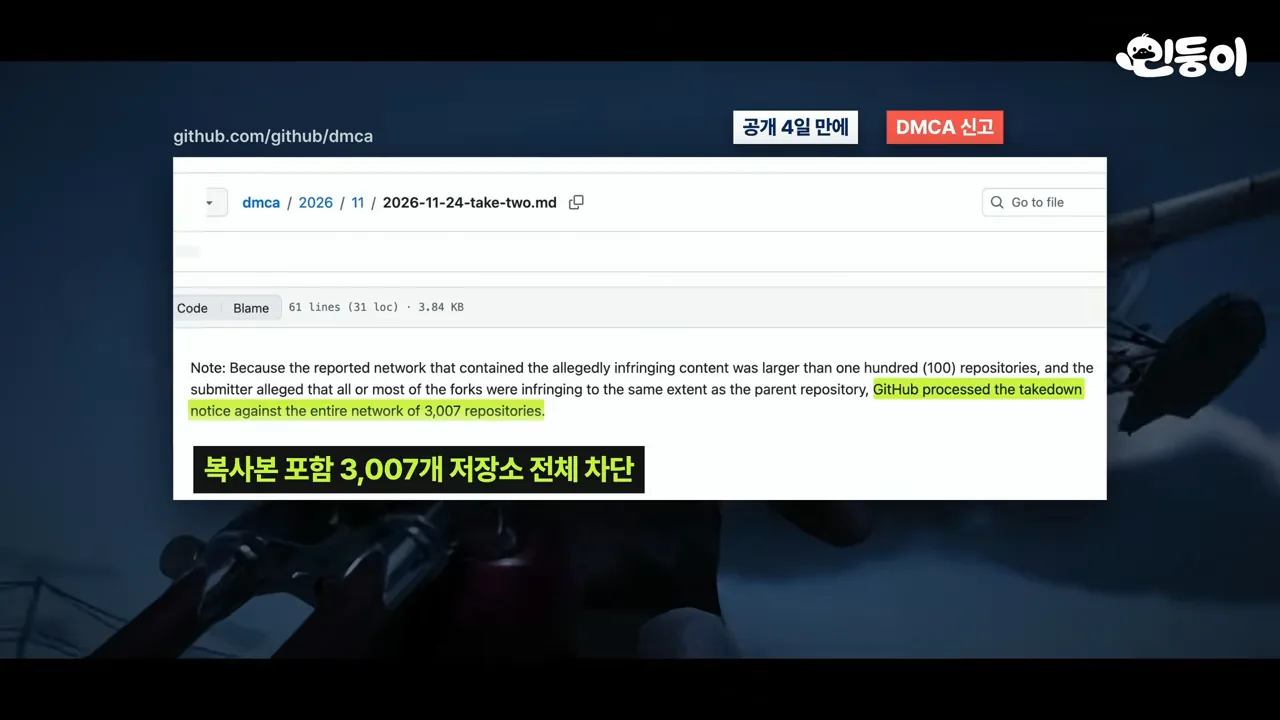 인둥이
github.com/github/dmca
공개 4일 만에
DMCA 신고
dmca / 2026 / 11 / 2026-11-24-take-two.md
Go to file
Code
Blame
61 lines (31 loc) · 3.84 KB
Note: Because the reported network that contained the allegedly infringing content was larger than one hundred (100) repositories, and the
submitter alleged that all or most of the forks were infringing to the same extent as the parent repository, GitHub processed the takedown
notice against the entire network of 3,007 repositories.
복사본 포함 3,007개 저장소 전체 차단